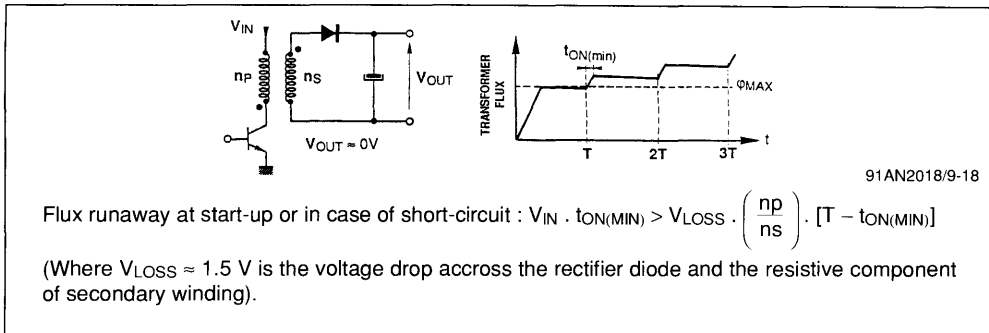 VIN
nP
nS
VOUT
VOUT ≈ 0V
TRANSFORMER
FLUX
tON(min)
φMAX
t
T 2T 3T
91AN2018/9-18
Flux runaway at start-up or in case of short-circuit : VIN . tON(MIN) > VLOSS . (np/ns) . [T − tON(MIN)]
(Where VLOSS ≈ 1.5 V is the voltage drop accross the rectifier diode and the resistive component
of secondary winding).